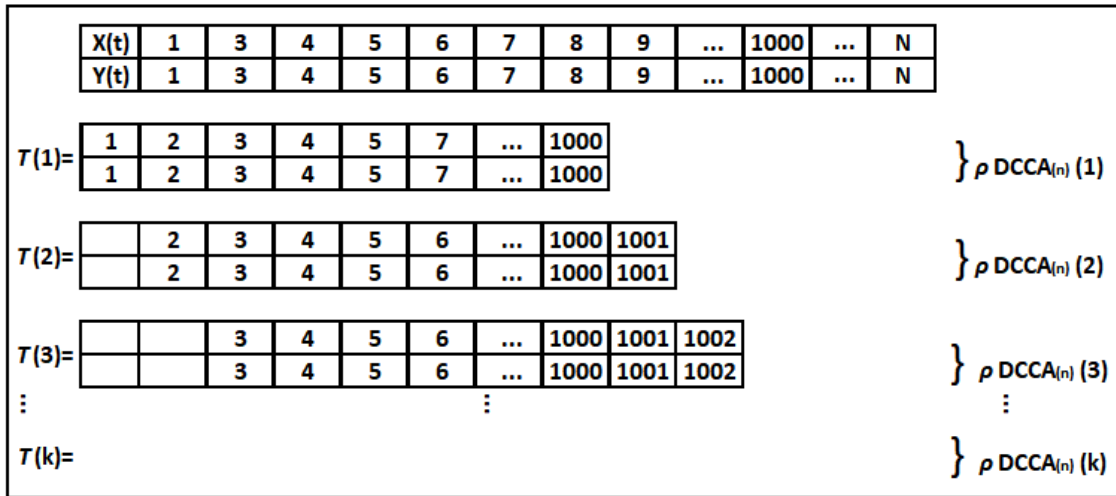 X(t) 1 3 4 5 6 7 8 9 ... 1000 ... N
Y(t) 1 3 4 5 6 7 8 9 ... 1000 ... N
T(1)= 1 2 3 4 5 7 ... 1000 } ρ DCCA(n) (1)
1 2 3 4 5 7 ... 1000
T(2)= 2 3 4 5 6 ... 1000 1001 } ρ DCCA(n) (2)
2 3 4 5 6 ... 1000 1001
T(3)= 3 4 5 6 ... 1000 1001 1002 } ρ DCCA(n) (3)
3 4 5 6 ... 1000 1001 1002
⋮ ⋮ ⋮
T(k)= } ρ DCCA(n) (k)